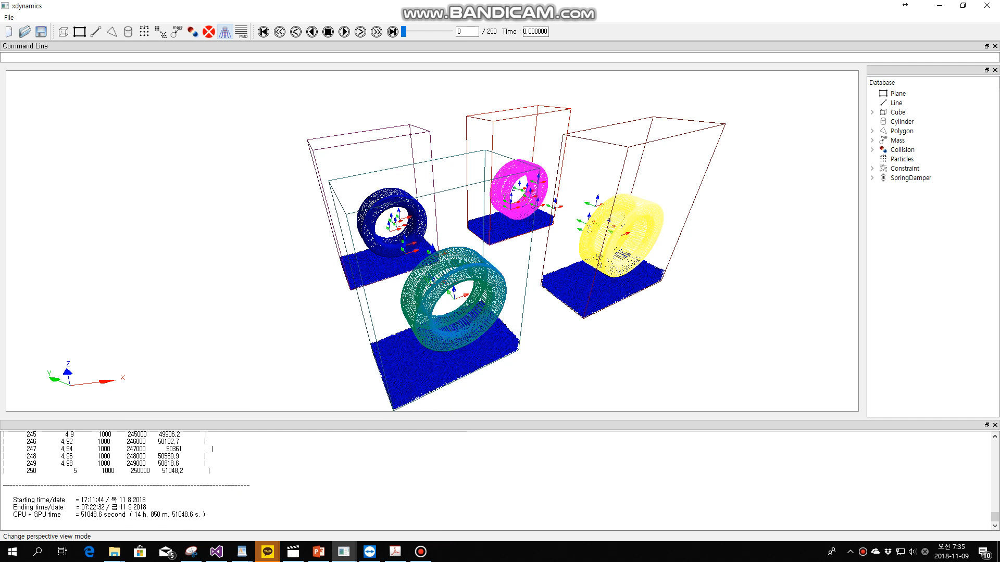 xdynamics
www.BANDICAM.com
File
mass
MBD
0 / 250 Time : 0,000000
Command Line
Database
Plane
Line
Cube
Cylinder
Polygon
Mass
Collision
Particles
Constraint
SpringDamper
Z
Y
X
| 245 4,9 1000 245000 49906,2 |
| 246 4,92 1000 246000 50132,7 |
| 247 4,94 1000 247000 50361 |
| 248 4,96 1000 248000 50589,9 |
| 249 4,98 1000 249000 50818,6 |
| 250 5 1000 250000 51048,2 |
Starting time/date = 17:11:44 / 목 11 8 2018
Ending time/date = 07:22:32 / 금 11 9 2018
CPU + GPU time = 51048,6 second ( 14 h, 850 m, 51048,6 s, )
Change perspective view mode
5
TALK
오전 7:35
2018-11-09
10